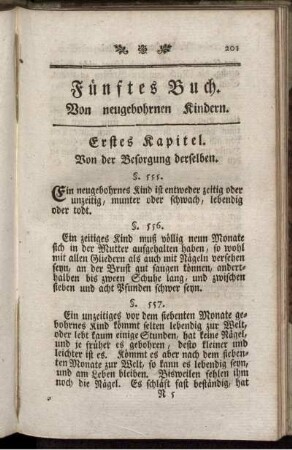 201
Fünftes Buch.
Von neugebohrnen Kindern.
Erstes Kapitel.
Von der Besorgung derselben.
§. 555.
Ein neugebohrnes Kind ist entweder zeitig oder
unzeitig, munter oder schwach, lebendig
oder todt.
§. 556.
Ein zeitiges Kind muß völlig neun Monate
sich in der Mutter aufgehalten haben, so wohl
mit allen Gliedern als auch mit Nägeln versehen
seyn, an der Brust gut saugen können, andert-
halben bis zween Schuhe lang, und zwischen
sieben und acht Pfunden schwer seyn.
§. 557.
Ein unzeitiges vor dem siebenten Monate ge-
bohrnes Kind kömmt selten lebendig zur Welt,
oder lebt kaum einige Stunden, hat keine Nägel,
und je früher es gebohren, desto kleiner und
leichter ist es. Kömmt es aber nach dem sieben-
ten Monate zur Welt, so kann es lebendig seyn,
und am Leben bleiben. Bisweilen fehlen ihm
noch die Nägel. Es schläft fast beständig, hat
N 5